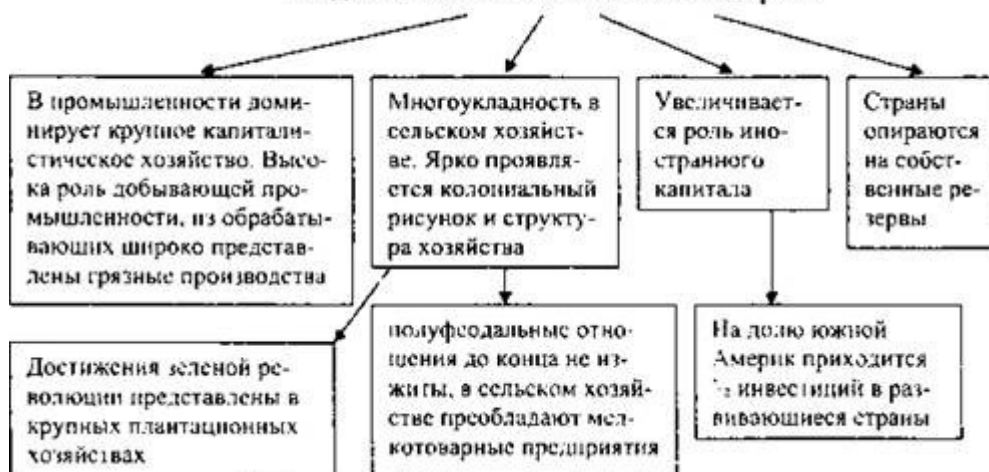 В промышленности доми-
нирует крупное капитали-
стическое хозяйство. Высо-
ка роль добывающей про-
мышленности, из обрабаты-
вающих широко представ-
лены грязные производства
Многоукладность в
сельском хозяйст-
ве. Ярко проявля-
ется колониальный
рисунок и структу-
ра хозяйства
Увеличивает-
ся роль ино-
странного
капитала
Страны
опираются
на собст-
венные ре-
зервы
Достижения зеленой ре-
волюции представлены в
крупных плантационных
хозяйствах
полуфеодальные отно-
шения до конца не из-
житы, в сельском хозяй-
стве преобладают мел-
котоварные предприятия
На долю южной
Америк приходится
инвестиций в раз-
вивающиеся страны